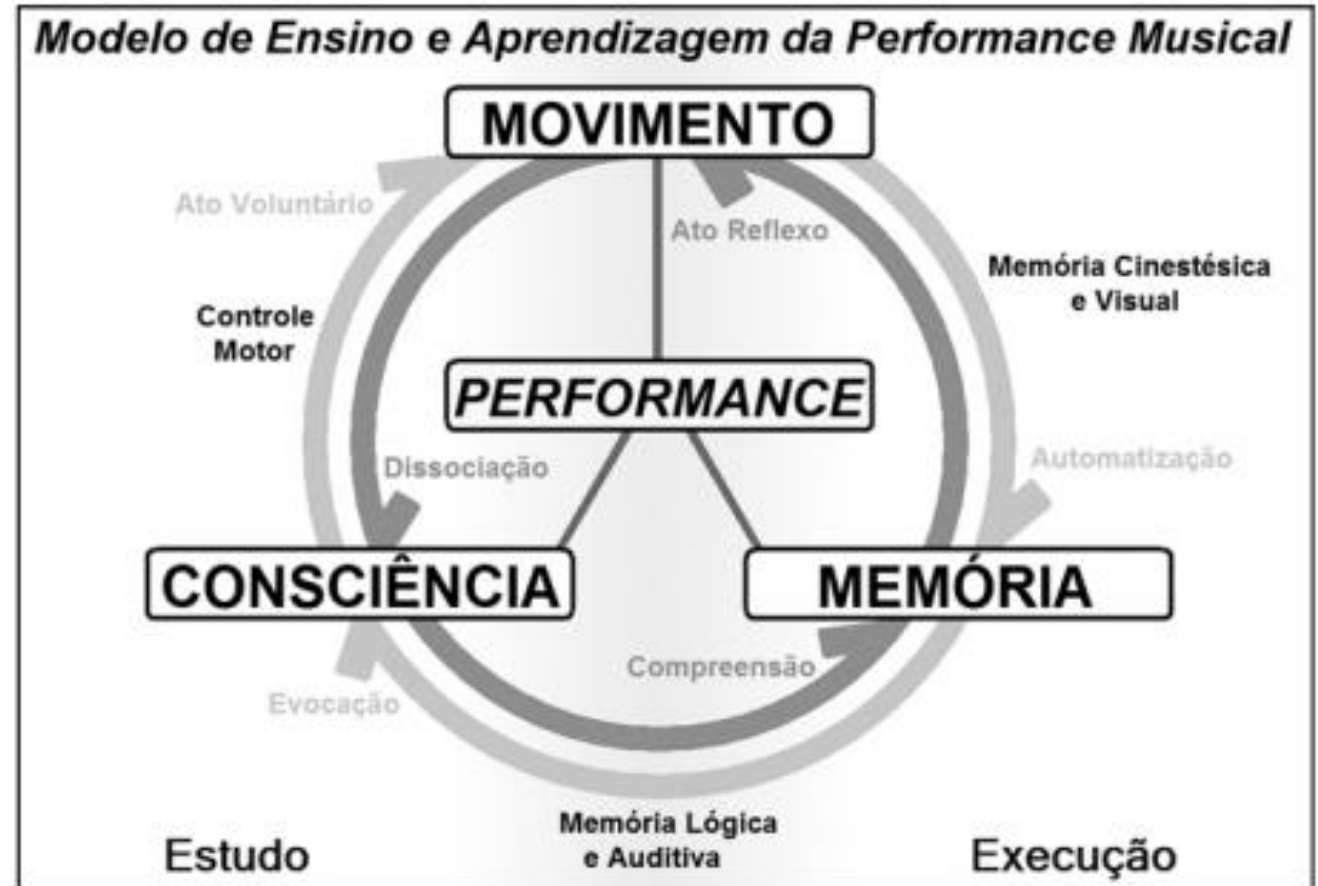 Modelo de Ensino e Aprendizagem da Performance Musical
MOVIMENTO
Ato Voluntário
Ato Reflexo
Memória Cinestésica
e Visual
Controle
Motor
PERFORMANCE
Dissociação
Automatização
CONSCIÊNCIA
MEMÓRIA
Compreensão
Evocação
Memória Lógica
e Auditiva
Estudo
Execução